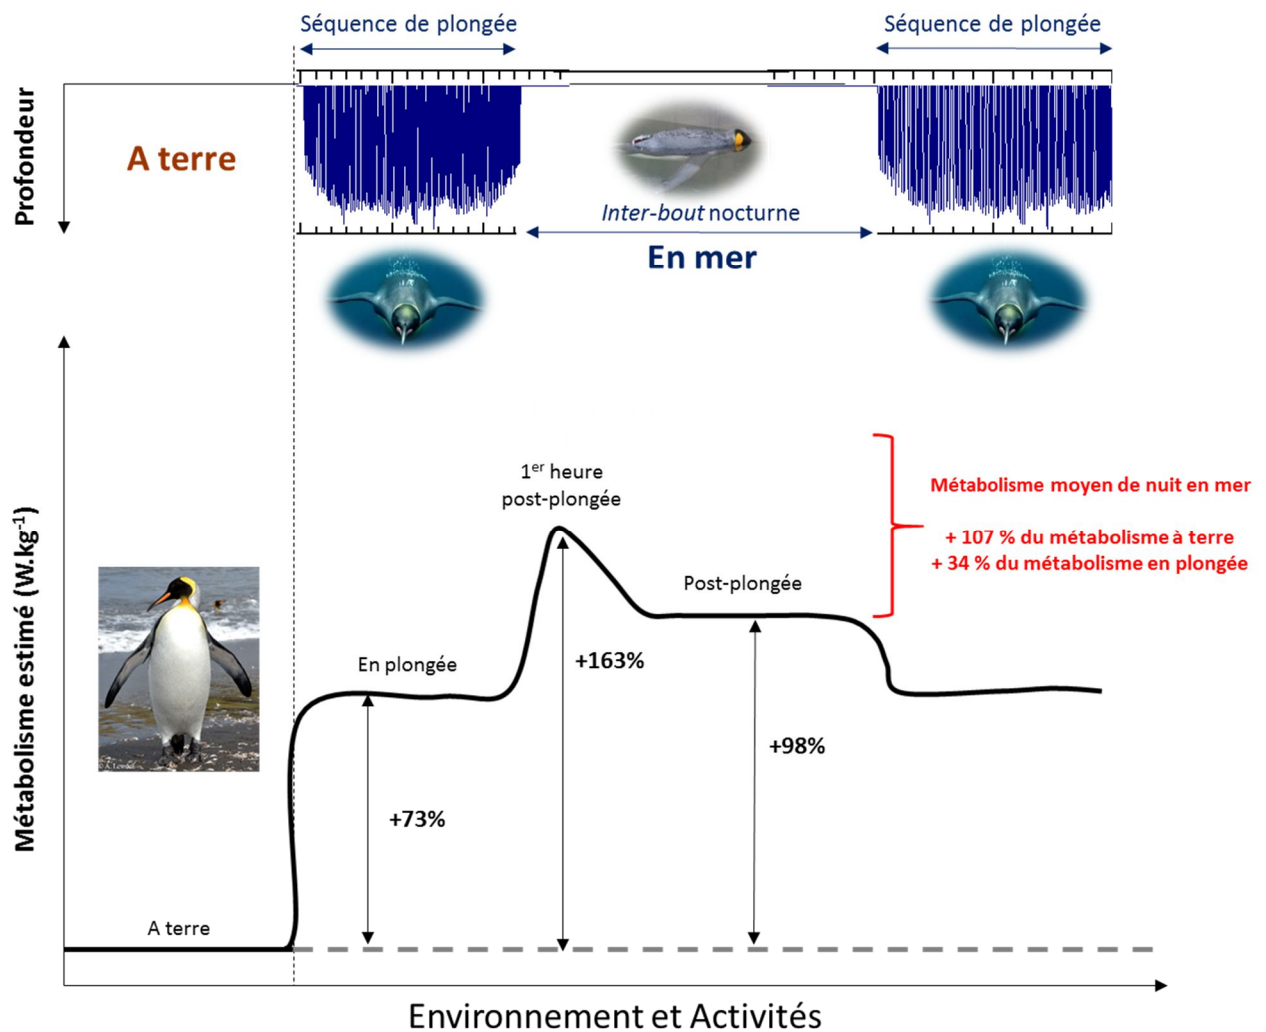 Séquence de plongée
Séquence de plongée
Profondeur
A terre
Inter-bout nocturne
En mer
Métabolisme estimé (W.kg-1)
1er heure
post-plongée
Métabolisme moyen de nuit en mer
+ 107 % du métabolisme à terre
+ 34 % du métabolisme en plongée
Post-plongée
En plongée
+163%
+98%
+73%
A terre
Environnement et Activités